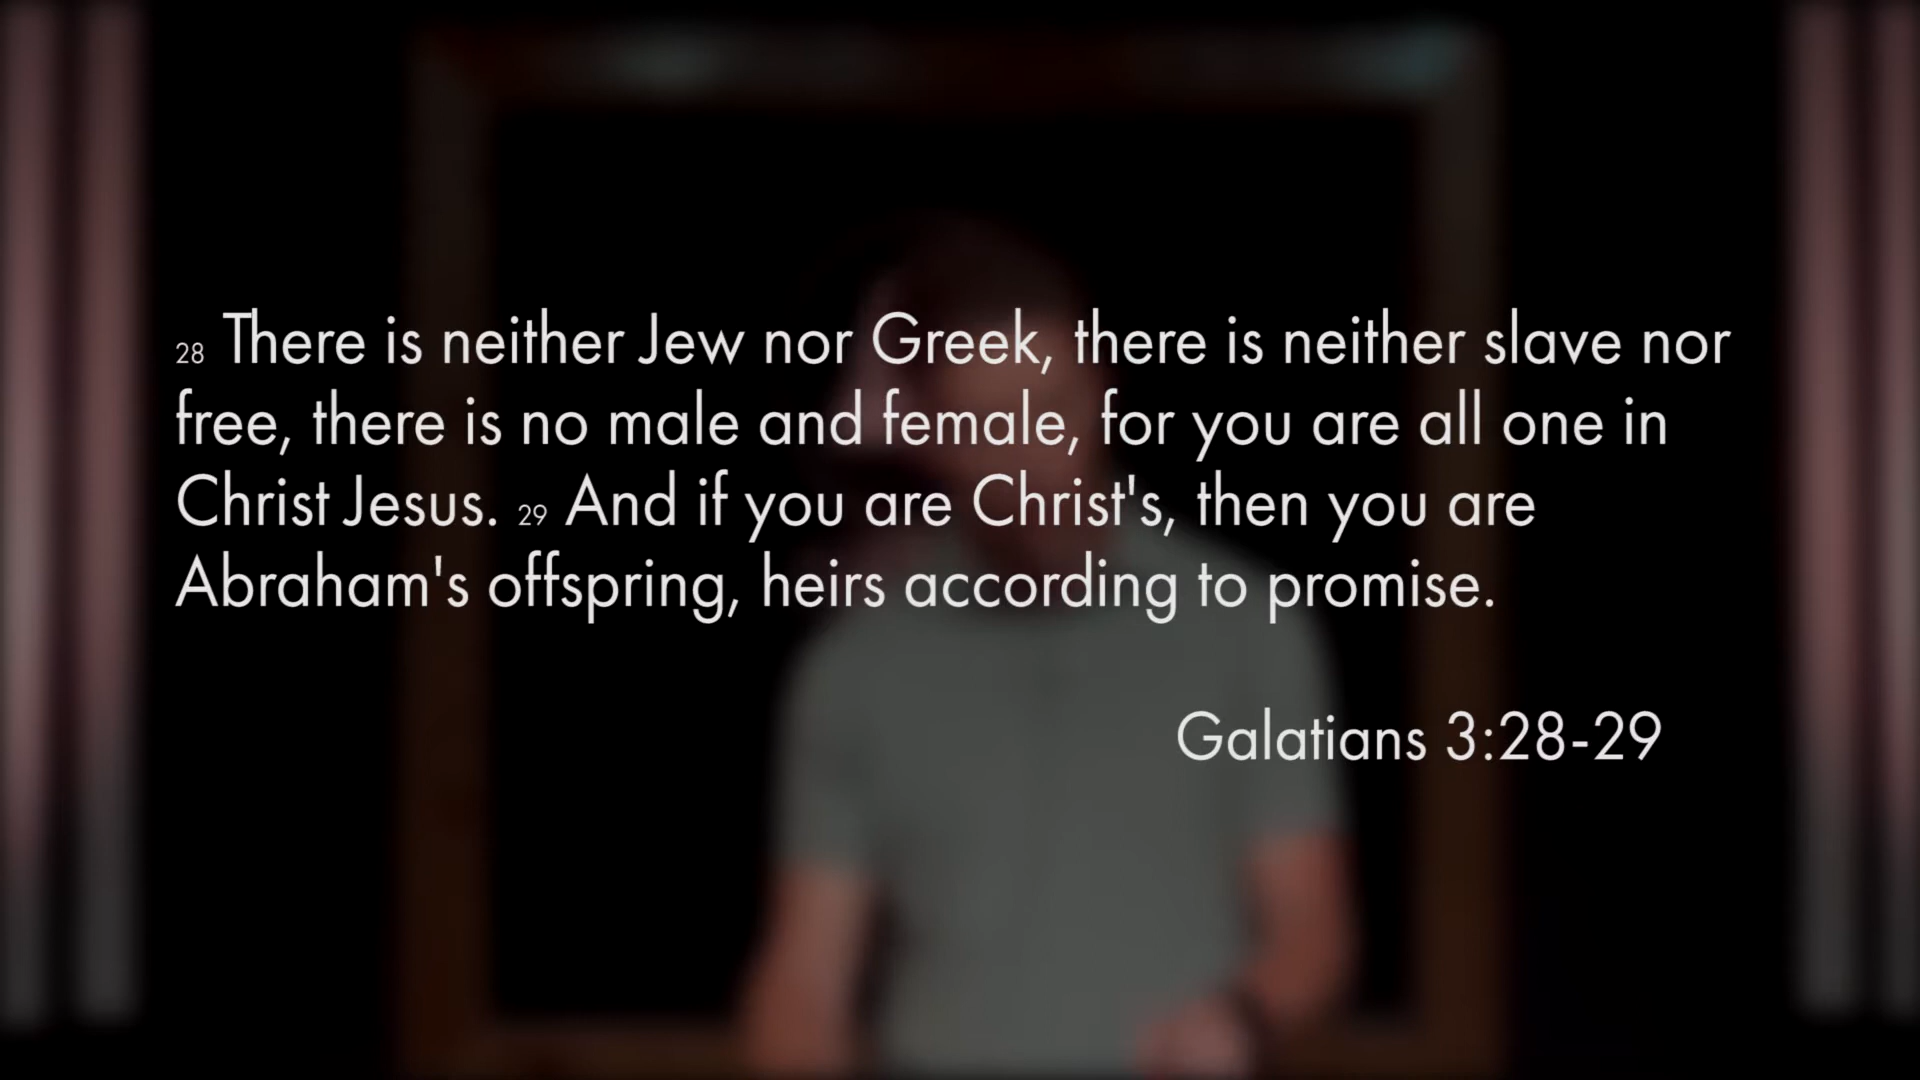 28 There is neither Jew nor Greek, there is neither slave nor
free, there is no male and female, for you are all one in
Christ Jesus. 29 And if you are Christ's, then you are
Abraham's offspring, heirs according to promise.
Galatians 3:28-29